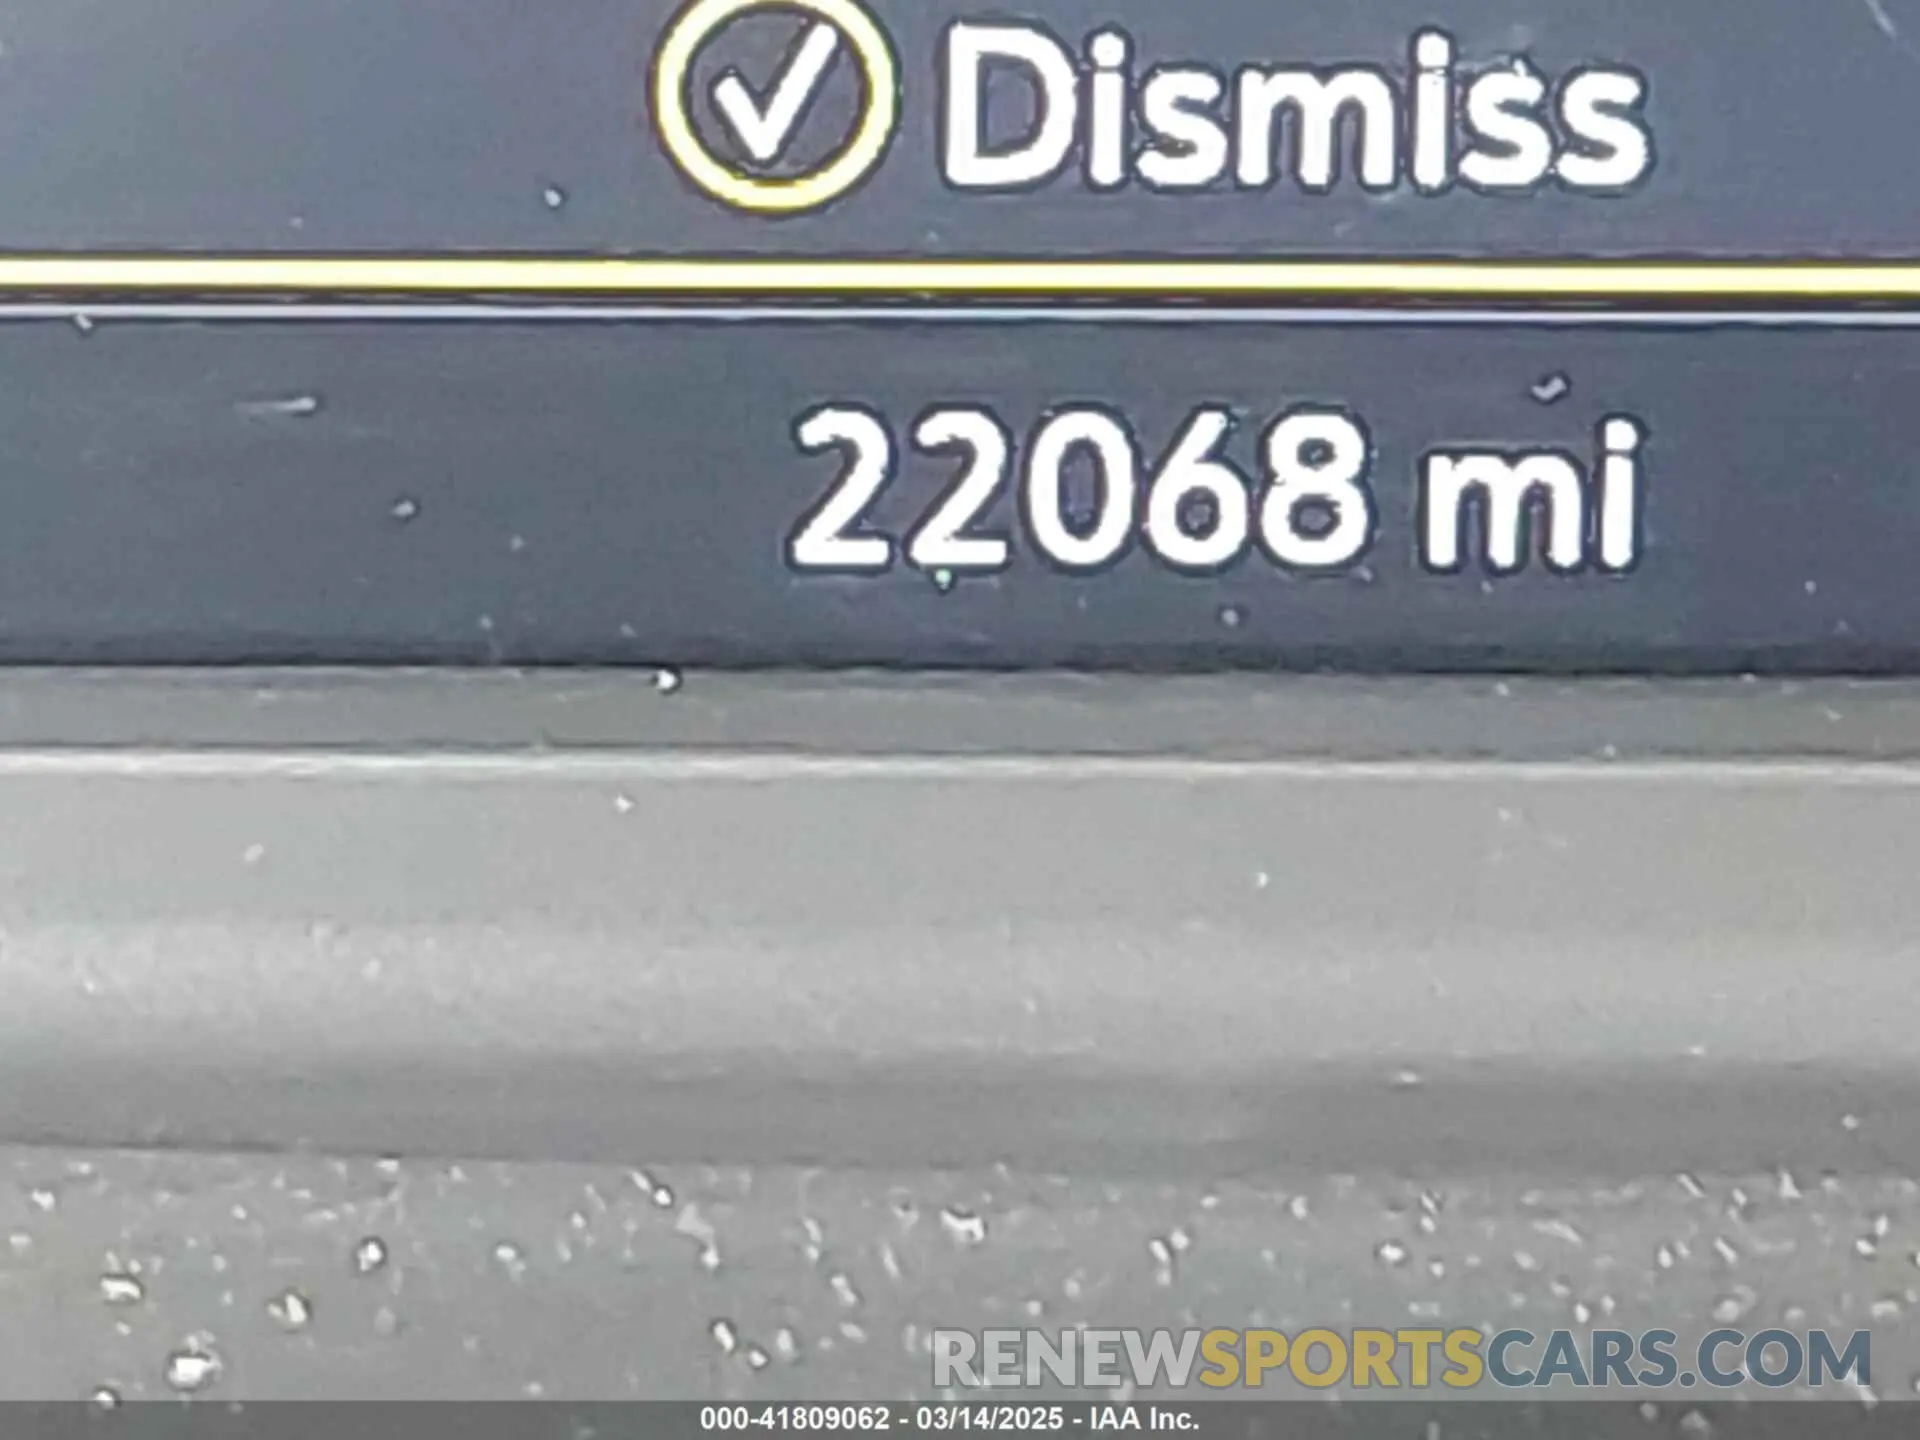 Dismiss
22068 mi
RENEWSPORTSCARS.COM
000-41809062 - 03/14/2025 - IAA Inc.